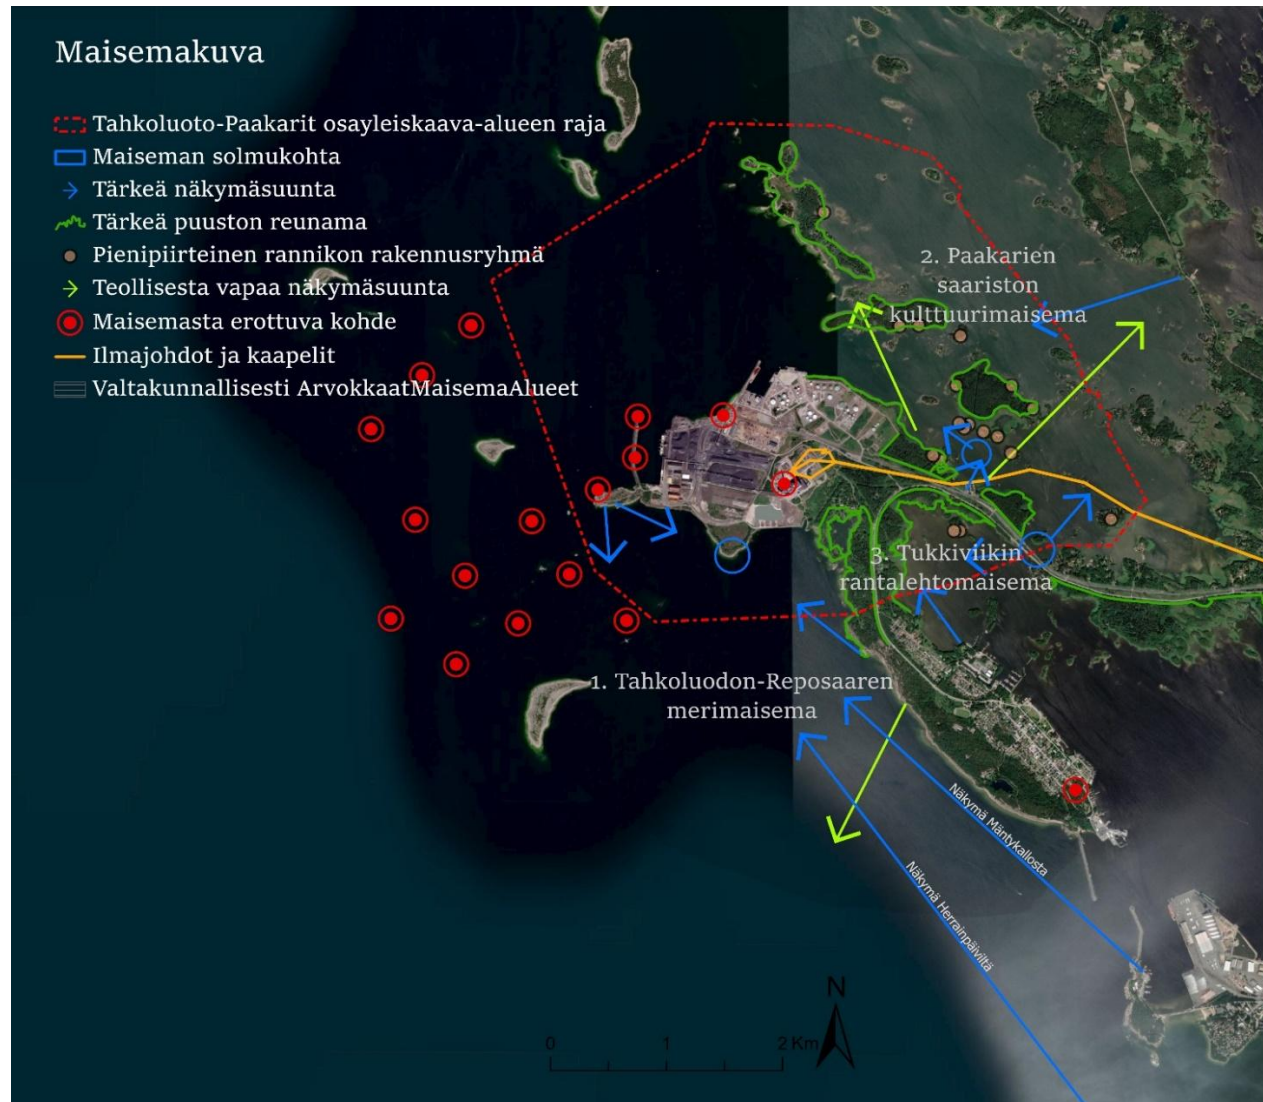 Maisemakuva
Tahkoluoto-Paakarit osayleiskaava-alueen raja
Maiseman solmukohta
Tärkeä näkymäsuunta
Tärkeä puuston reunama
Pienipiirteinen rannikon rakennusryhmä
Teollisesta vapaa näkymäsuunta
Maisemasta erottuva kohde
Ilmajohdot ja kaapelit
Valtakunnallisesti ArvokkaatMaisemaAlueet
2. Paakarien
saariston
kulttuurimaisema
3. Tukkiviikin
rantalehtomaisema
1. Tahkoluodon-Reposaaren
merimaisema
Näkymä Mäntykallosta
Näkymä Herrainpäiviltä
N
0 1 2 Km